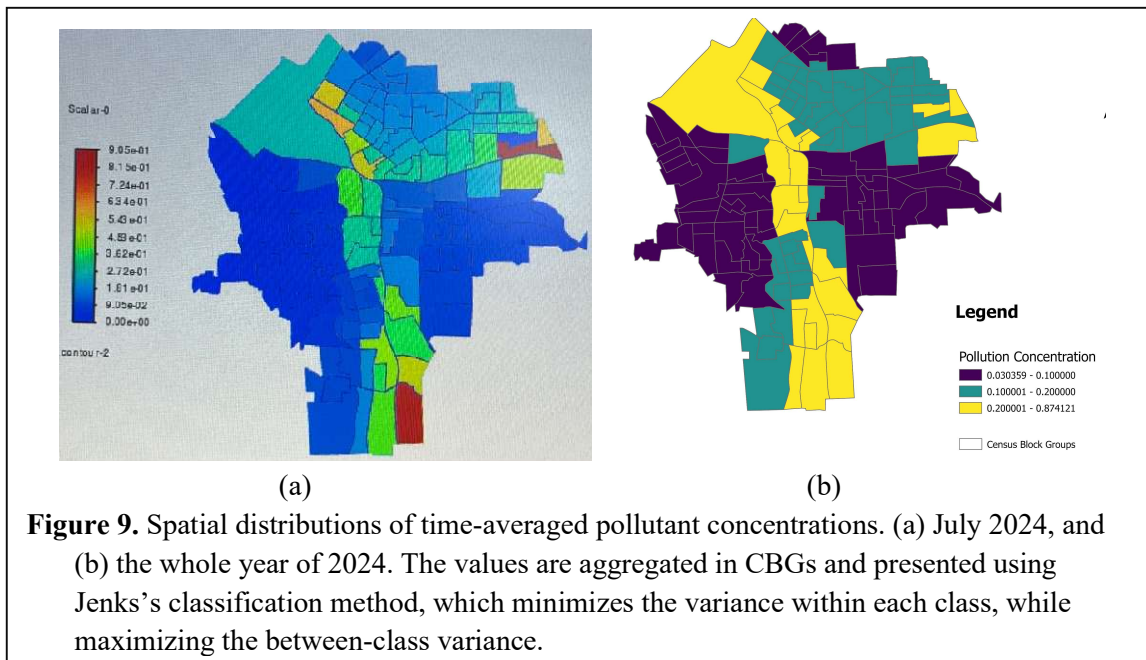 Scalar-0
9.05e-01
8.15e-01
7.24e-01
6.34e-01
5.43e-01
4.53e-01
3.62e-01
2.72e-01
1.81e-01
9.05e-02
0.00e+00
contour-2
Legend
Pollution Concentration
0.030359 - 0.100000
0.100001 - 0.200000
0.200001 - 0.874121
Census Block Groups
(a)
(b)
Figure 9. Spatial distributions of time-averaged pollutant concentrations. (a) July 2024, and
(b) the whole year of 2024. The values are aggregated in CBGs and presented using
Jenks's classification method, which minimizes the variance within each class, while
maximizing the between-class variance.